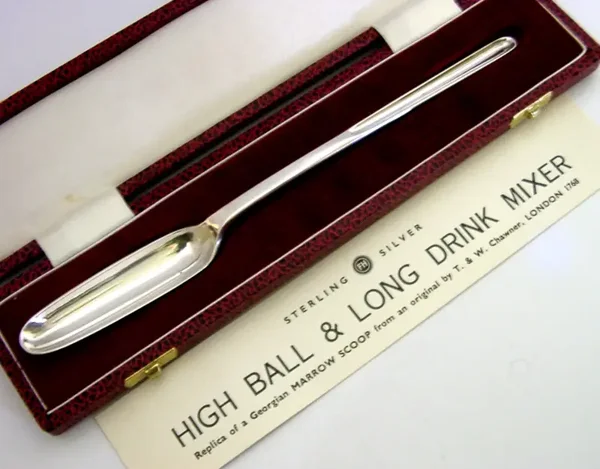 STERLING FH SILVER
HIGH BALL & LONG DRINK MIXER
Replica of a Georgian MARROW SCOOP from an original by T. & W. Chawner, LONDON 1768